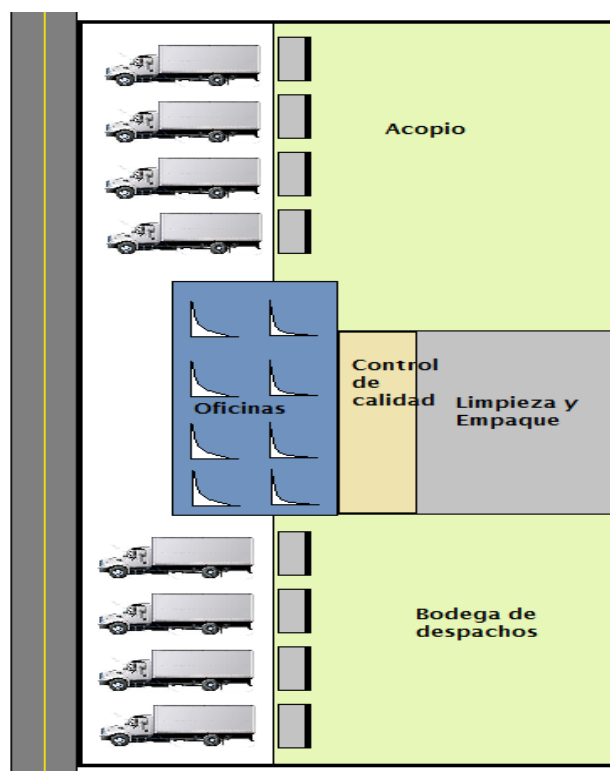 Acopio
Control
de
calidad
Oficinas
Limpieza y
Empaque
Bodega de
despachos